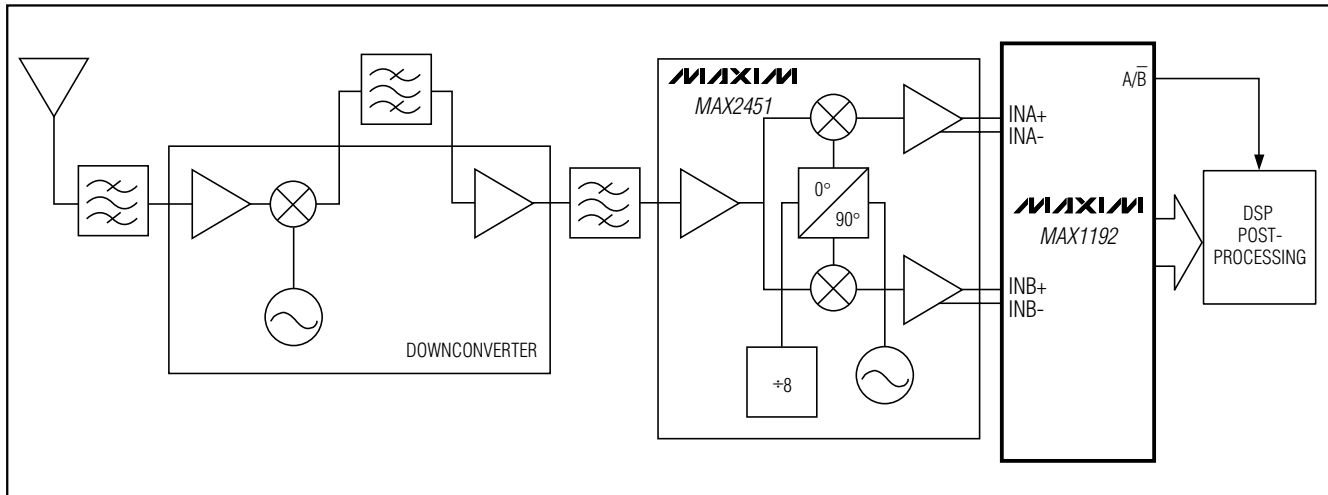 MAXIM
MAX2451
DOWNCONVERTER
0°
90°
÷8
INA+
INA-
INB+
INB-
A/B̅
MAXIM
MAX1192
DSP
POST-
PROCESSING